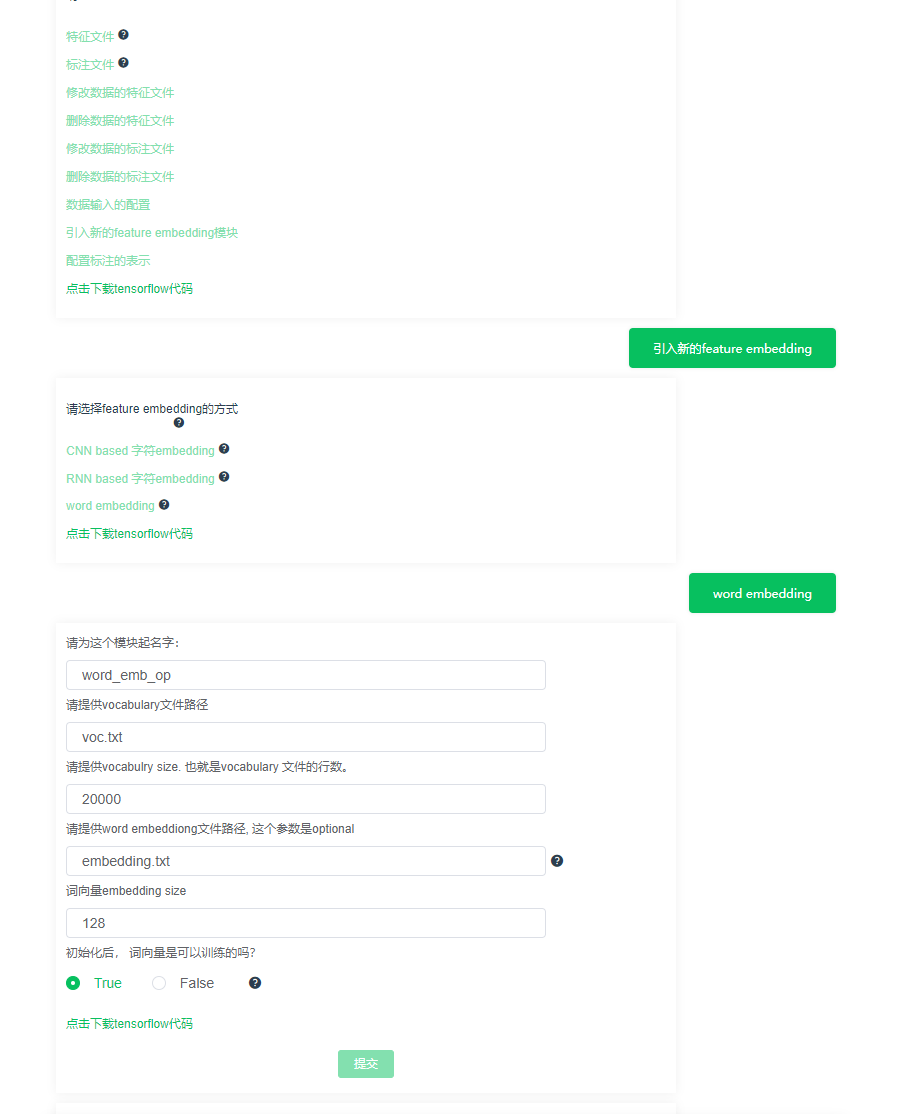 特征文件
标注文件
修改数据的特征文件
删除数据的特征文件
修改数据的标注文件
删除数据的标注文件
数据输入的配置
引入新的feature embedding模块
配置标注的表示
点击下载tensorflow代码
引入新的feature embedding
请选择feature embedding的方式
CNN based 字符embedding
RNN based 字符embedding
word embedding
点击下载tensorflow代码
word embedding
请为这个模块起名字:
word_emb_op
请提供vocabulary文件路径
voc.txt
请提供vocabulry size. 也就是vocabulary 文件的行数。
20000
请提供word embeddiong文件路径, 这个参数是optional
embedding.txt
词向量embedding size
128
初始化后， 词向量是可以训练的吗?
True False
点击下载tensorflow代码
提交